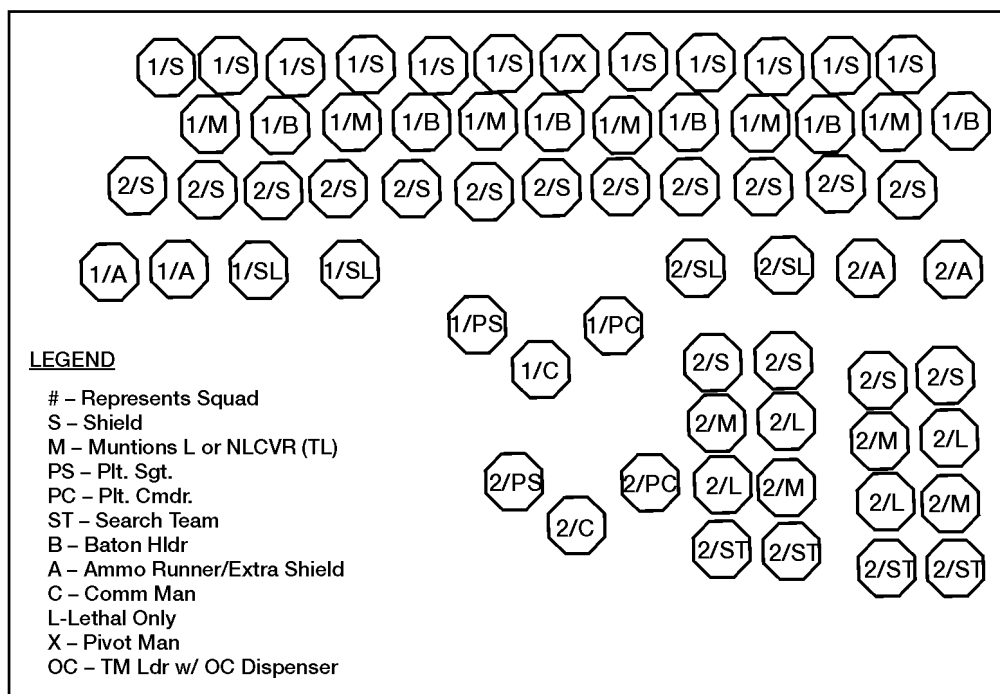 1/S 1/S 1/S 1/S 1/S 1/S 1/X 1/S 1/S 1/S 1/S 1/S
1/M 1/B 1/M 1/B 1/M 1/B 1/M 1/B 1/M 1/B 1/M 1/B
2/S 2/S 2/S 2/S 2/S 2/S 2/S 2/S 2/S 2/S 2/S 2/S
1/A 1/A 1/SL 1/SL 2/SL 2/SL 2/A 2/A
1/PS 1/PC
1/C
2/S 2/S 2/S 2/S
2/M 2/L 2/M 2/L
2/PS 2/PC 2/L 2/M 2/L 2/M
2/C 2/ST 2/ST 2/ST 2/ST
LEGEND
# – Represents Squad
S – Shield
M – Muntions L or NLCVR (TL)
PS – Plt. Sgt.
PC – Plt. Cmdr.
ST – Search Team
B – Baton Hldr
A – Ammo Runner/Extra Shield
C – Comm Man
L-Lethal Only
X – Pivot Man
OC – TM Ldr w/ OC Dispenser